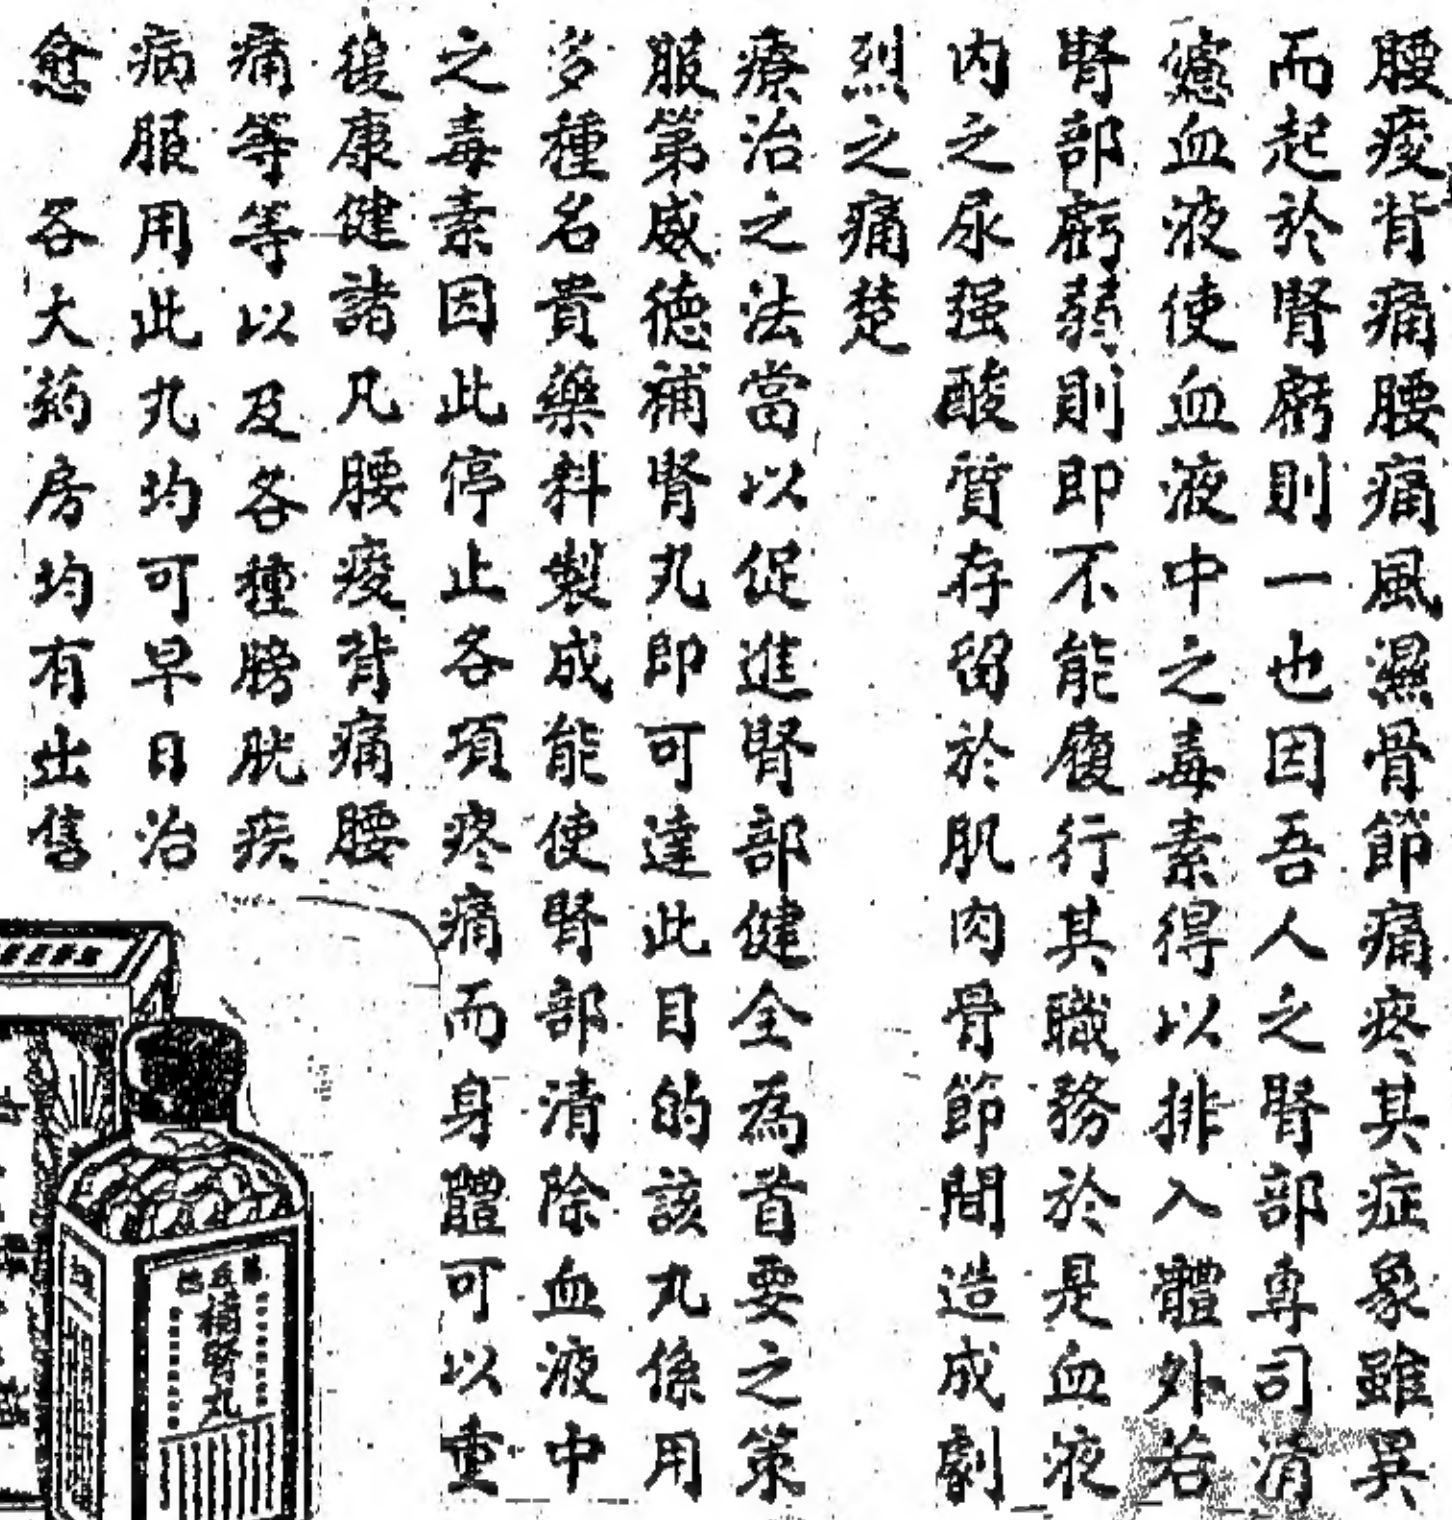 腰痠背痛腰痛風濕骨節痛疼其症象雖異
而起於腎虧則一也因吾人之腎部專司清
濾血液使血液中之毒素得以排入體外若
腎部虧弱則即不能履行其職務於是血液
內之尿强酸質存留於肌肉骨節間造成劇
烈之痛楚
療治之法當以促進腎部健全為首要之策
服第威德補腎丸即可達此目的該丸係用
多種名貴藥料製成能使腎部清除血液中
之毒素因此停止各項疼痛而身體可以重
復康健諸凡腰痠背痛腰
痛等等以及各種膀胱疾
病服用此丸均可早日治
愈　各大葯房均有出售
補腎丸